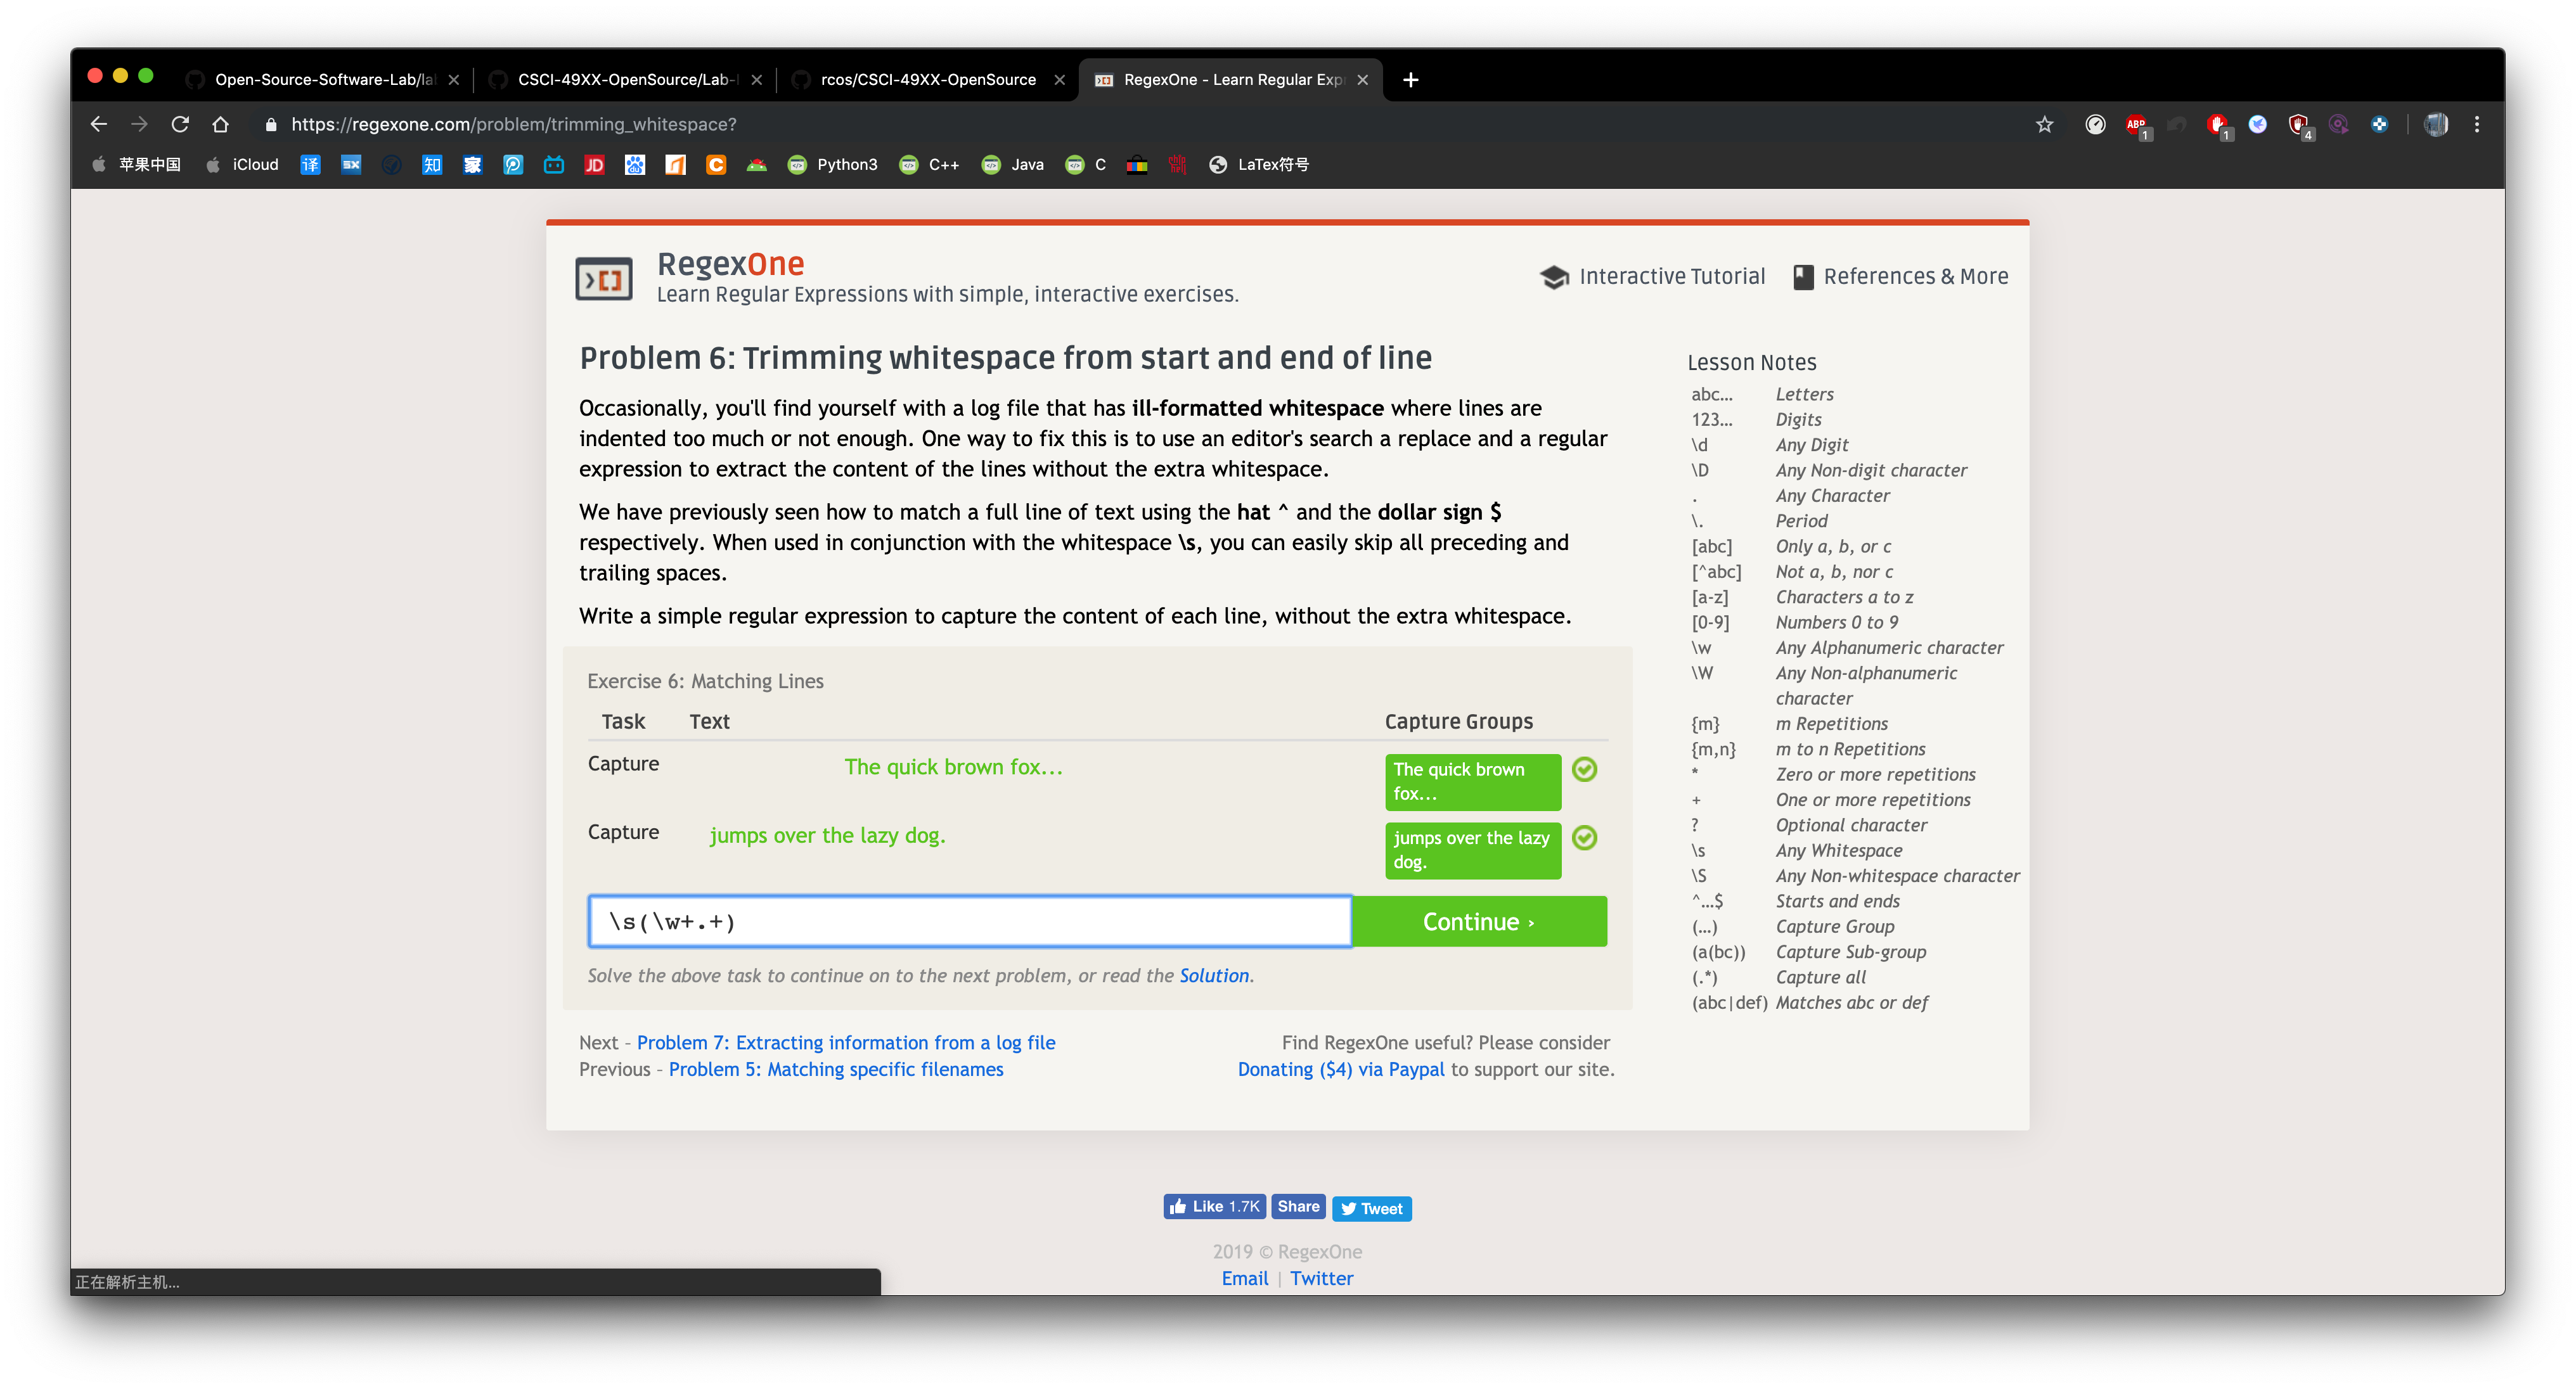 Open-Source-Software-Lab/la
CSCI-49XX-OpenSource/Lab-
rcos/CSCI-49XX-OpenSource
RegexOne - Learn Regular Exp
https://regexone.com/problem/trimming_whitespace?
ABP 1 1 4
苹果中国 iCloud 译 SX 知 家 JD du C Python3 C++ Java C LaTex符号
RegexOne
Learn Regular Expressions with simple, interactive exercises.
Interactive Tutorial
References & More
Problem 6: Trimming whitespace from start and end of line
Occasionally, you'll find yourself with a log file that has ill-formatted whitespace where lines are
indented too much or not enough. One way to fix this is to use an editor's search a replace and a regular
expression to extract the content of the lines without the extra whitespace.
We have previously seen how to match a full line of text using the hat ^ and the dollar sign $
respectively. When used in conjunction with the whitespace \s, you can easily skip all preceding and
trailing spaces.
Write a simple regular expression to capture the content of each line, without the extra whitespace.
Exercise 6: Matching Lines
Task Text Capture Groups
Capture The quick brown fox... The quick brown
fox...
Capture jumps over the lazy dog. jumps over the lazy
dog.
\s(\w+.+)
Continue ›
Solve the above task to continue on to the next problem, or read the Solution.
Next – Problem 7: Extracting information from a log file
Previous – Problem 5: Matching specific filenames
Find RegexOne useful? Please consider
Donating ($4) via Paypal to support our site.
Lesson Notes
abc… Letters
123… Digits
\d Any Digit
\D Any Non-digit character
. Any Character
\. Period
[abc] Only a, b, or c
[^abc] Not a, b, nor c
[a-z] Characters a to z
[0-9] Numbers 0 to 9
\w Any Alphanumeric character
\W Any Non-alphanumeric
character
{m} m Repetitions
{m,n} m to n Repetitions
* Zero or more repetitions
+ One or more repetitions
? Optional character
\s Any Whitespace
\S Any Non-whitespace character
^…$ Starts and ends
(…) Capture Group
(a(bc)) Capture Sub-group
(.*) Capture all
(abc|def) Matches abc or def
Like 1.7K Share Tweet
2019 © RegexOne
Email | Twitter
正在解析主机...